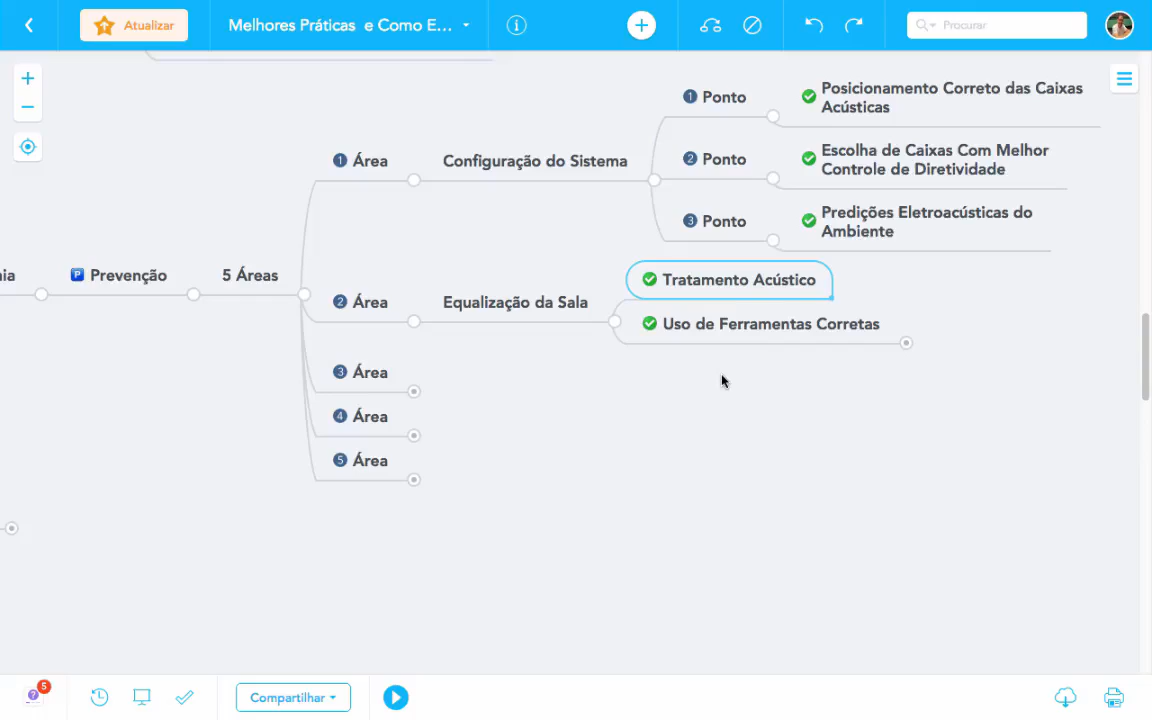 Atualizar
Melhores Práticas e Como E...
Procurar
1 Ponto
Posicionamento Correto das Caixas
Acústicas
1 Área
Configuração do Sistema
2 Ponto
Escolha de Caixas Com Melhor
Controle de Diretividade
3 Ponto
Predições Eletroacústicas do
Ambiente
ia
P Prevenção
5 Áreas
2 Área
Equalização da Sala
Tratamento Acústico
Uso de Ferramentas Corretas
3 Área
4 Área
5 Área
5
Compartilhar